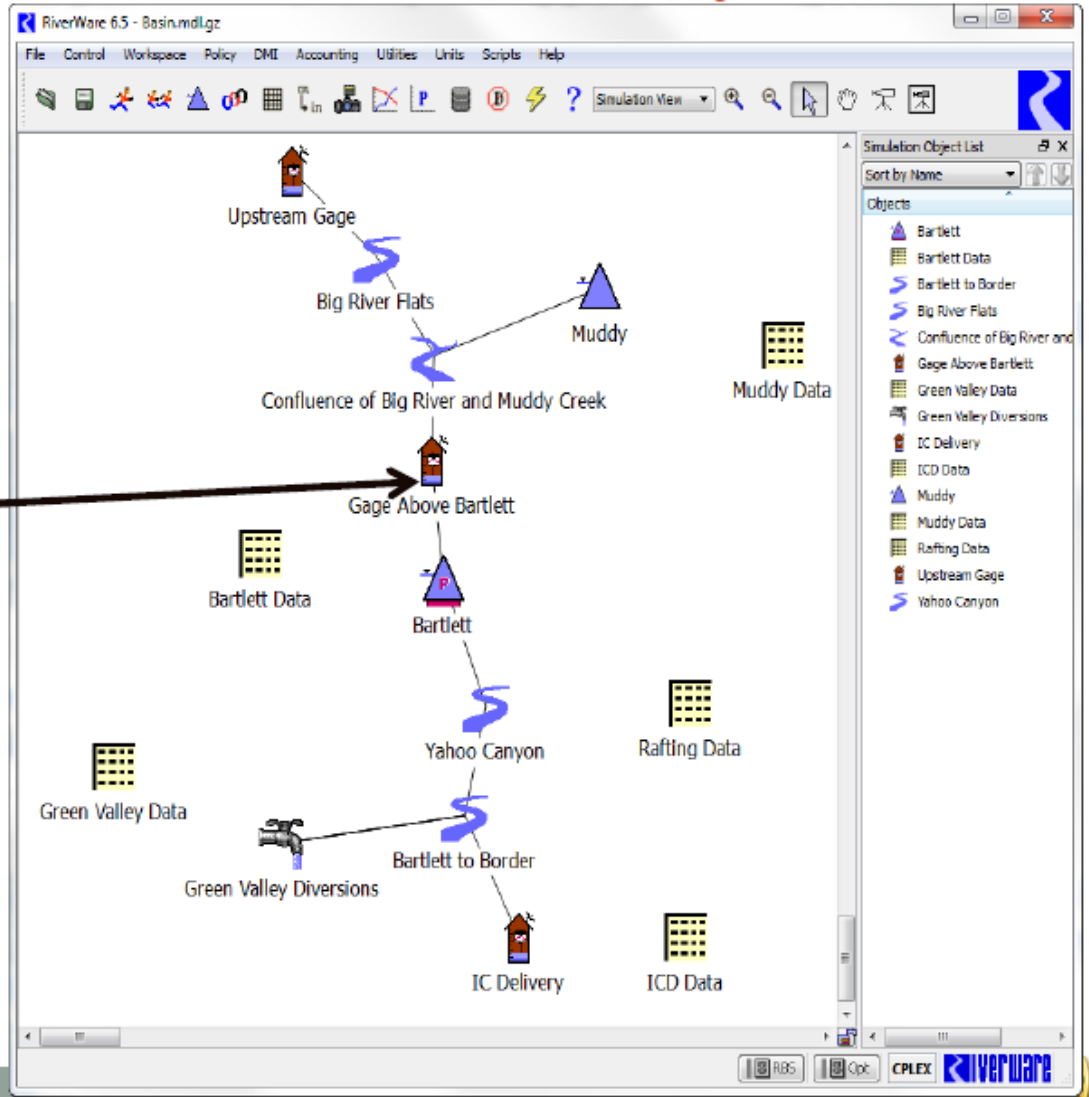 RiverWare 6.5 - Basin.mdl.gz
File Control Workspace Policy DMI Accounting Utilities Units Scripts Help
in P B ? Simulation View
Simulation Object List
Sort by Name
Objects
Bartlett
Bartlett Data
Bartlett to Border
Big River Flats
Confluence of Big River and
Gage Above Bartlett
Green Valley Data
Green Valley Diversions
IC Delivery
ICD Data
Muddy
Muddy Data
Rafting Data
Upstream Gage
Yahoo Canyon
Upstream Gage
Big River Flats
Muddy
Muddy Data
Confluence of Big River and Muddy Creek
Gage Above Bartlett
Bartlett Data
P
Bartlett
Yahoo Canyon
Rafting Data
Green Valley Data
Bartlett to Border
Green Valley Diversions
IC Delivery
ICD Data
RBS Opt CPLEX RiverWare